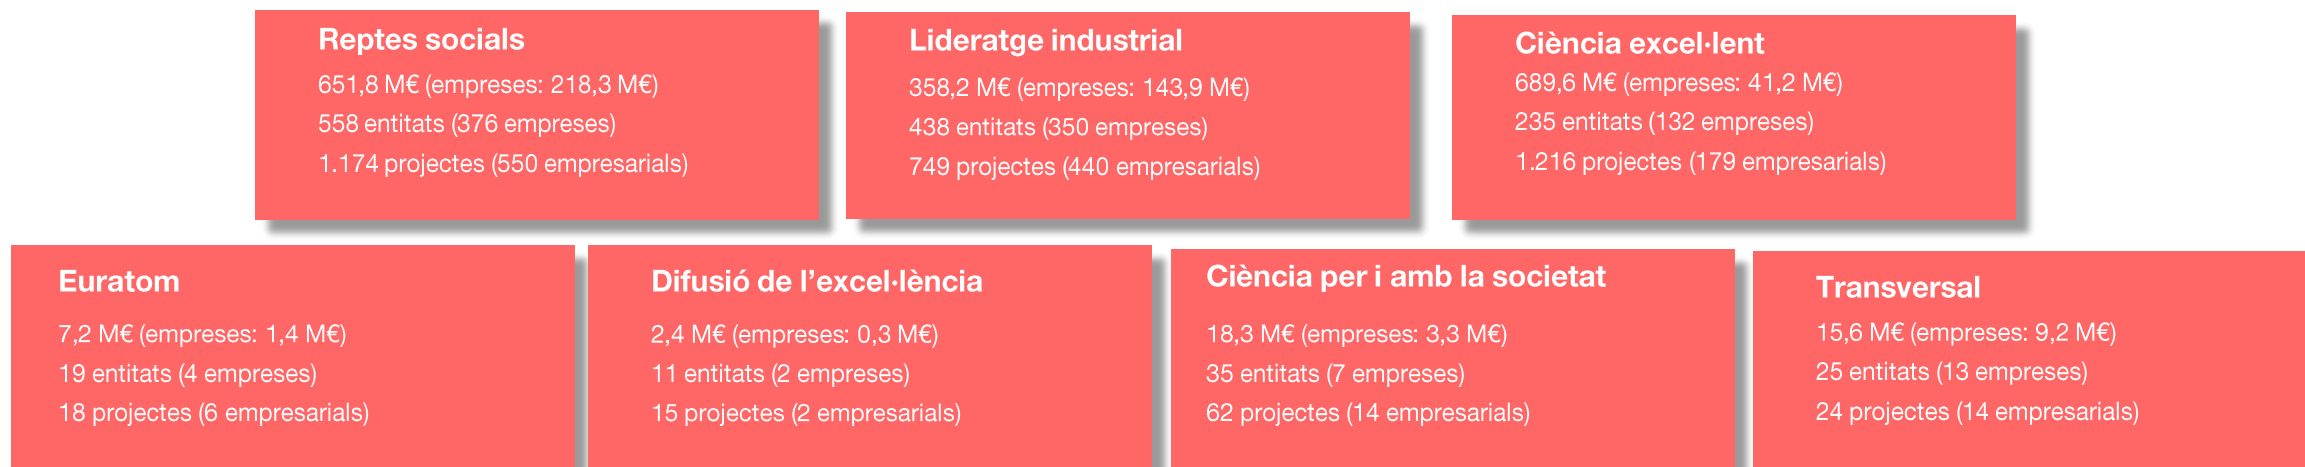 Reptes socials
651,8 M€ (empreses: 218,3 M€)
558 entitats (376 empreses)
1.174 projectes (550 empresarials)
Lideratge industrial
358,2 M€ (empreses: 143,9 M€)
438 entitats (350 empreses)
749 projectes (440 empresarials)
Ciència excel·lent
689,6 M€ (empreses: 41,2 M€)
235 entitats (132 empreses)
1.216 projectes (179 empresarials)
Euratom
7,2 M€ (empreses: 1,4 M€)
19 entitats (4 empreses)
18 projectes (6 empresarials)
Difusió de l’excel·lència
2,4 M€ (empreses: 0,3 M€)
11 entitats (2 empreses)
15 projectes (2 empresarials)
Ciència per i amb la societat
18,3 M€ (empreses: 3,3 M€)
35 entitats (7 empreses)
62 projectes (14 empresarials)
Transversal
15,6 M€ (empreses: 9,2 M€)
25 entitats (13 empreses)
24 projectes (14 empresarials)